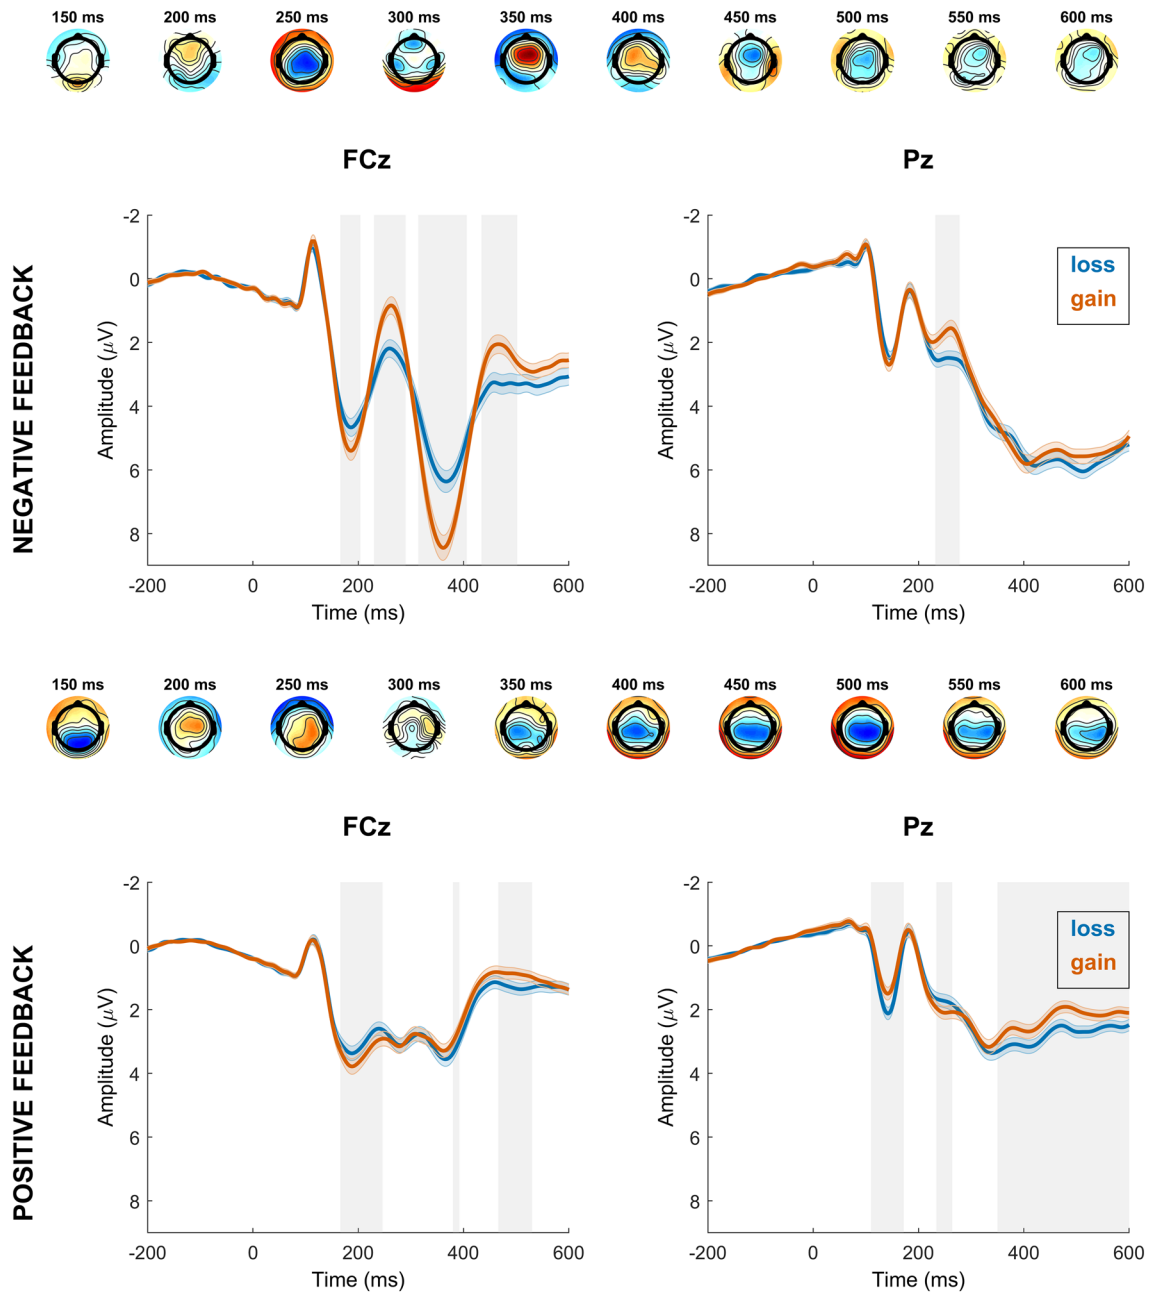 150 ms 200 ms 250 ms 300 ms 350 ms 400 ms 450 ms 500 ms 550 ms 600 ms
NEGATIVE FEEDBACK
FCz
-2
0
2
4
6
8
Amplitude (μV)
-200 0 200 400 600
Time (ms)
Pz
-2
0
2
4
6
8
Amplitude (μV)
-200 0 200 400 600
Time (ms)
loss
gain
150 ms 200 ms 250 ms 300 ms 350 ms 400 ms 450 ms 500 ms 550 ms 600 ms
POSITIVE FEEDBACK
FCz
-2
0
2
4
6
8
Amplitude (μV)
-200 0 200 400 600
Time (ms)
Pz
-2
0
2
4
6
8
Amplitude (μV)
-200 0 200 400 600
Time (ms)
loss
gain